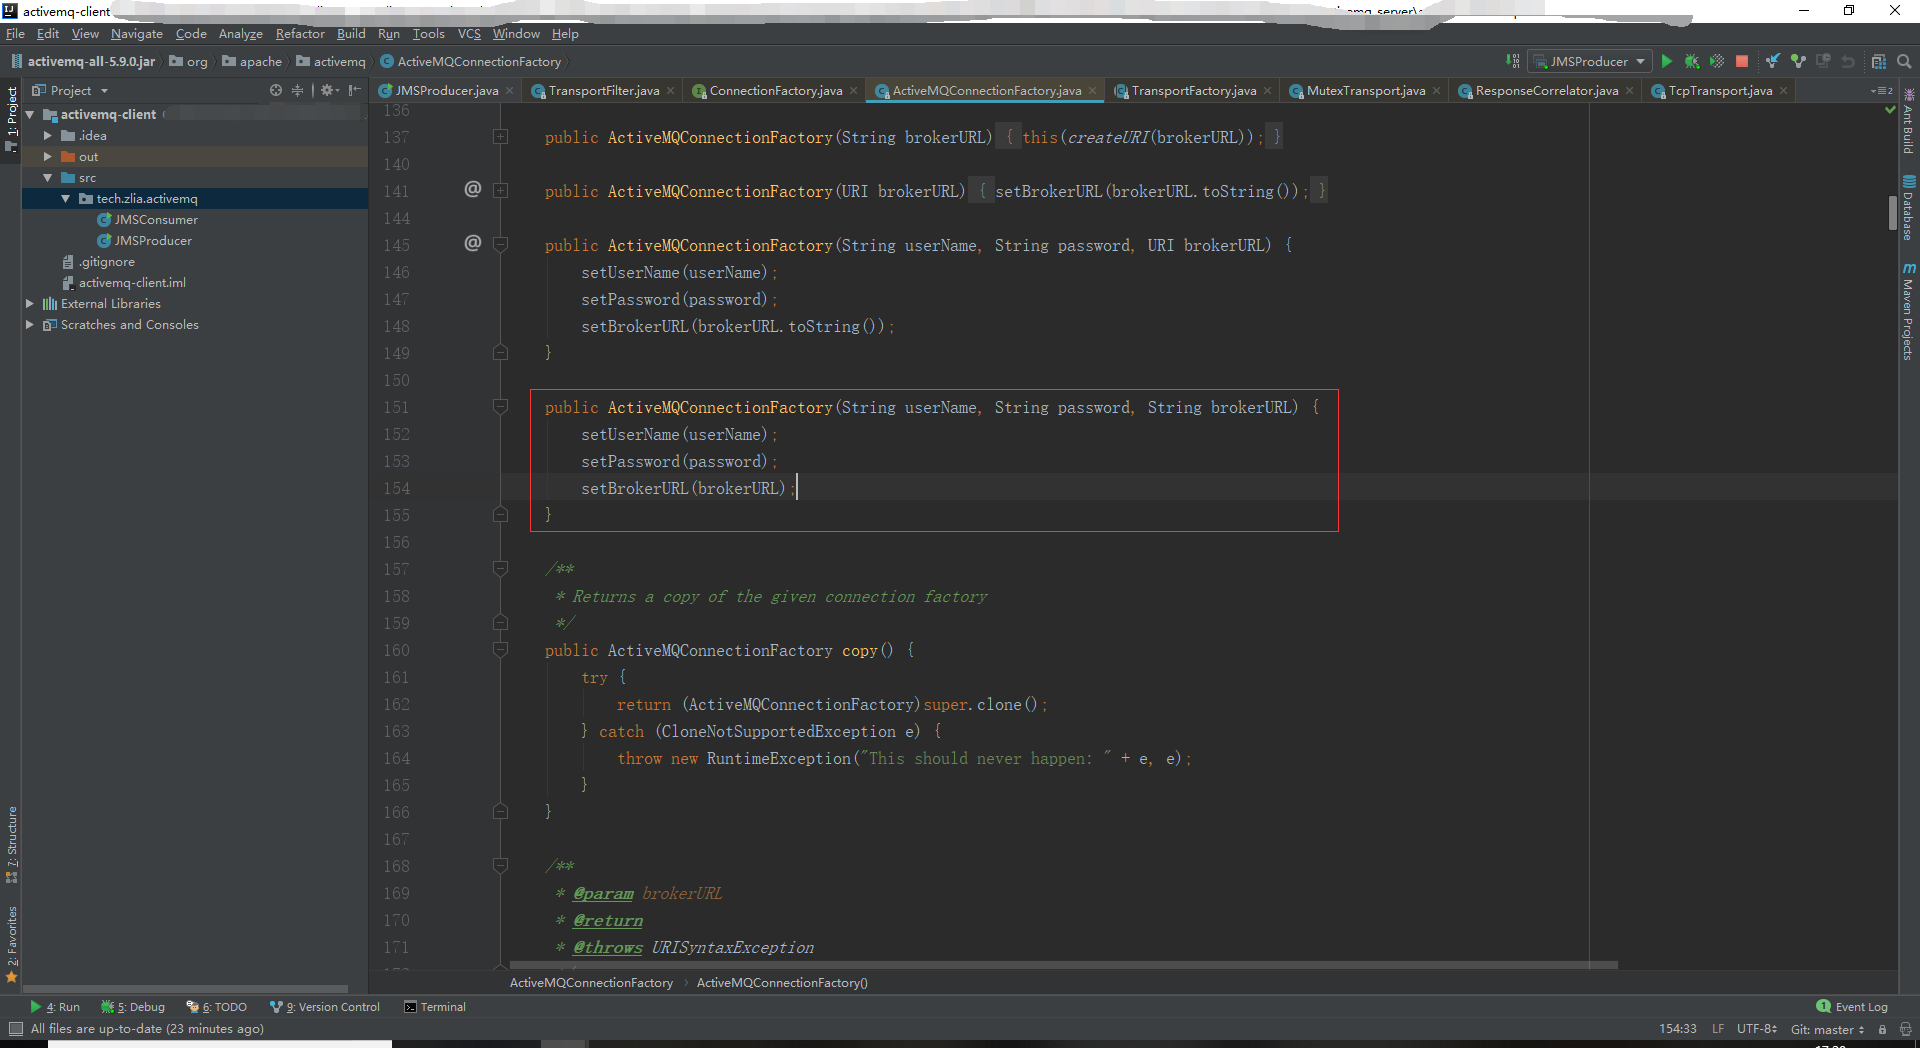 activemq-client
File Edit View Navigate Code Analyze Refactor Build Run Tools VCS Window Help
activemq-all-5.9.0.jar org apache activemq ActiveMQConnectionFactory JMSProducer
1: Project
Project
JMSProducer.java TransportFilter.java ConnectionFactory.java ActiveMQConnectionFactory.java TransportFactory.java MutexTransport.java ResponseCorrelator.java TcpTransport.java
activemq-client
.idea
out
src
tech.zlia.activemq
JMSConsumer
JMSProducer
.gitignore
activemq-client.iml
External Libraries
Scratches and Consoles
136
137 public ActiveMQConnectionFactory(String brokerURL) { this(createURI(brokerURL)); }
140
141 @ public ActiveMQConnectionFactory(URI brokerURL) { setBrokerURL(brokerURL.toString()); }
144
145 @ public ActiveMQConnectionFactory(String userName, String password, URI brokerURL) {
146 setUserName(userName);
147 setPassword(password);
148 setBrokerURL(brokerURL.toString());
149 }
150
151 public ActiveMQConnectionFactory(String userName, String password, String brokerURL) {
152 setUserName(userName);
153 setPassword(password);
154 setBrokerURL(brokerURL);
155 }
156
157 /**
158 * Returns a copy of the given connection factory
159 */
160 public ActiveMQConnectionFactory copy() {
161 try {
162 return (ActiveMQConnectionFactory)super.clone();
163 } catch (CloneNotSupportedException e) {
164 throw new RuntimeException("This should never happen: " + e, e);
165 }
166 }
167
168 /**
169 * @param brokerURL
170 * @return
171 * @throws URISyntaxException
Ant Build
Database
Maven Projects
7: Structure
2: Favorites
ActiveMQConnectionFactory ActiveMQConnectionFactory()
4: Run 5: Debug 6: TODO 9: Version Control Terminal 1 Event Log
All files are up-to-date (23 minutes ago) 154:33 LF UTF-8 Git: master